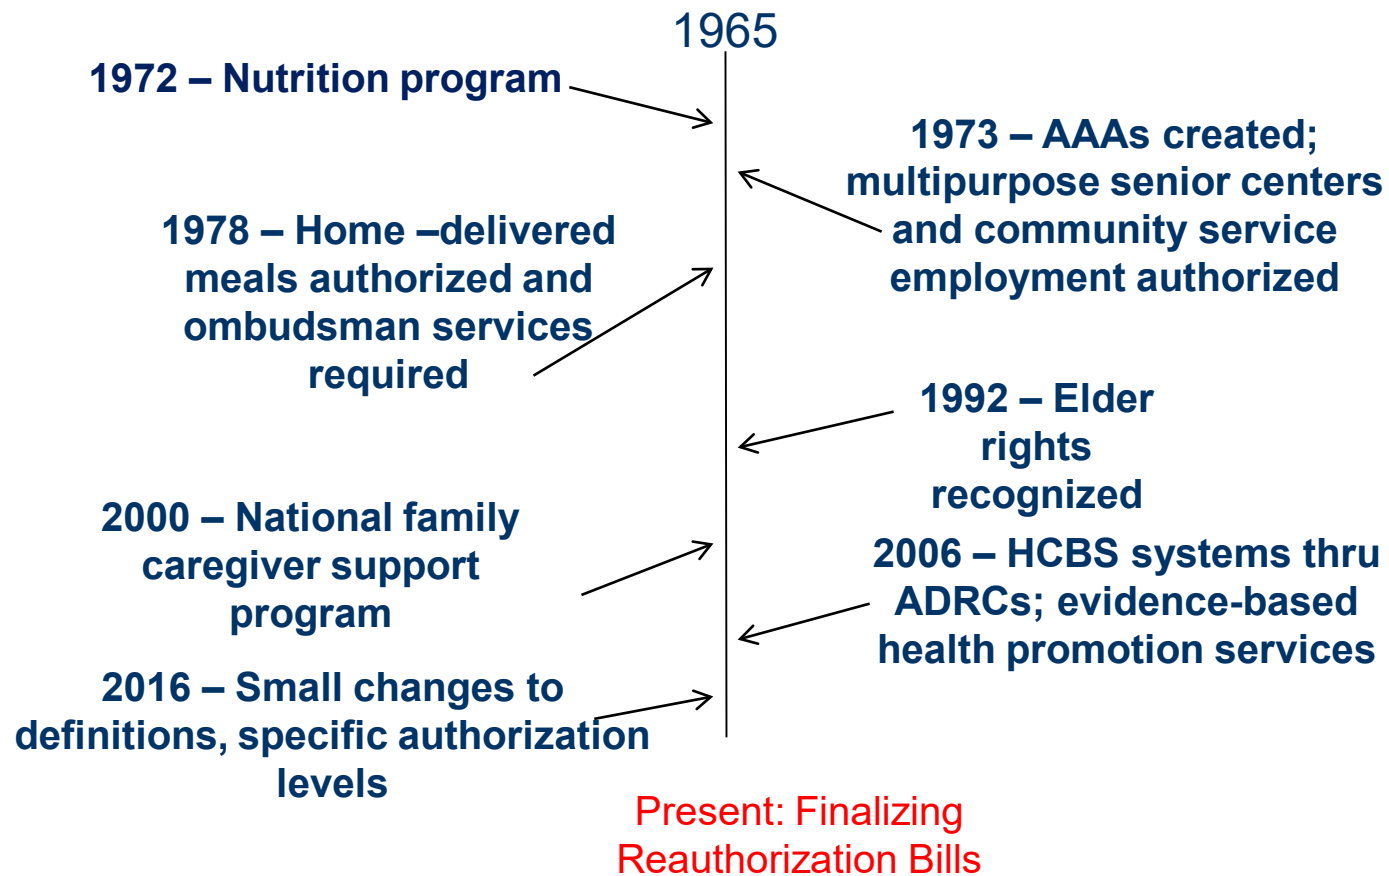 1965
1972 – Nutrition program
1973 – AAAs created;
multipurpose senior centers
and community service
employment authorized
1978 – Home –delivered
meals authorized and
ombudsman services
required
1992 – Elder
rights
recognized
2000 – National family
caregiver support
program
2006 – HCBS systems thru
ADRCs; evidence-based
health promotion services
2016 – Small changes to
definitions, specific authorization
levels
Present: Finalizing
Reauthorization Bills